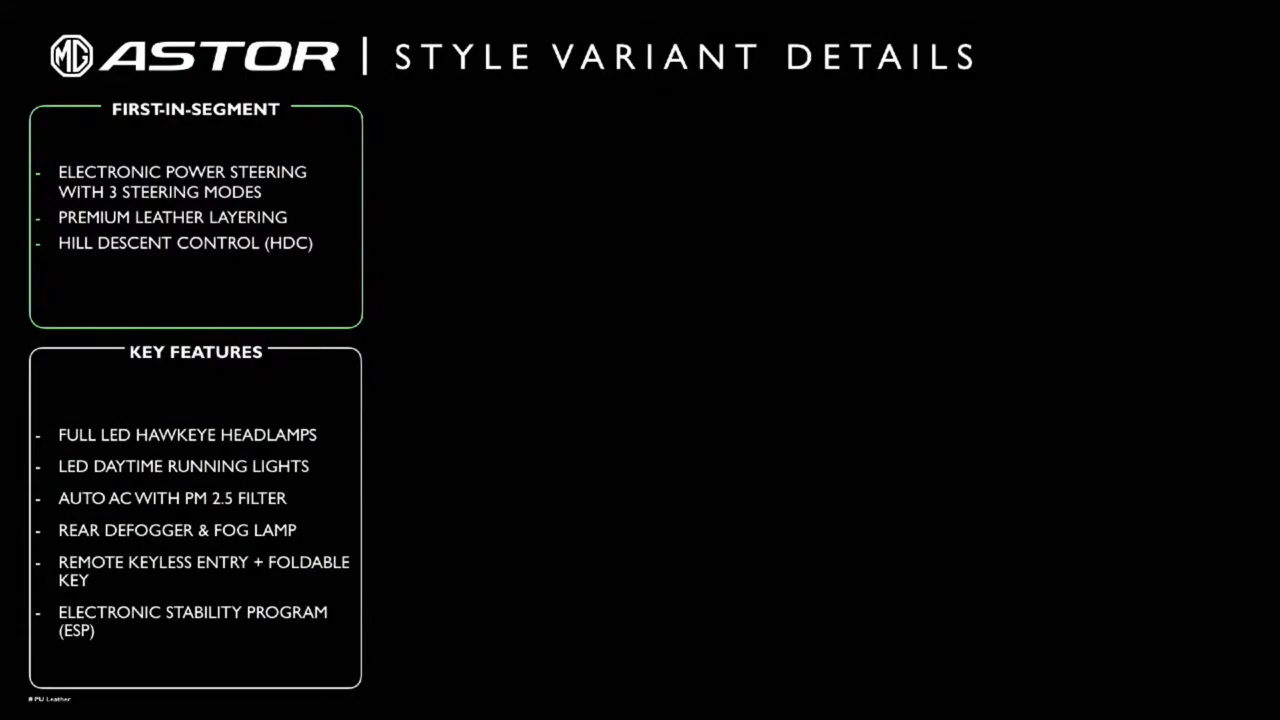 MG ASTOR | STYLE VARIANT DETAILS
FIRST-IN-SEGMENT
- ELECTRONIC POWER STEERING
WITH 3 STEERING MODES
- PREMIUM LEATHER LAYERING
- HILL DESCENT CONTROL (HDC)
KEY FEATURES
- FULL LED HAWKEYE HEADLAMPS
- LED DAYTIME RUNNING LIGHTS
- AUTO AC WITH PM 2.5 FILTER
- REAR DEFOGGER & FOG LAMP
- REMOTE KEYLESS ENTRY + FOLDABLE
KEY
- ELECTRONIC STABILITY PROGRAM
(ESP)
# PU Leather